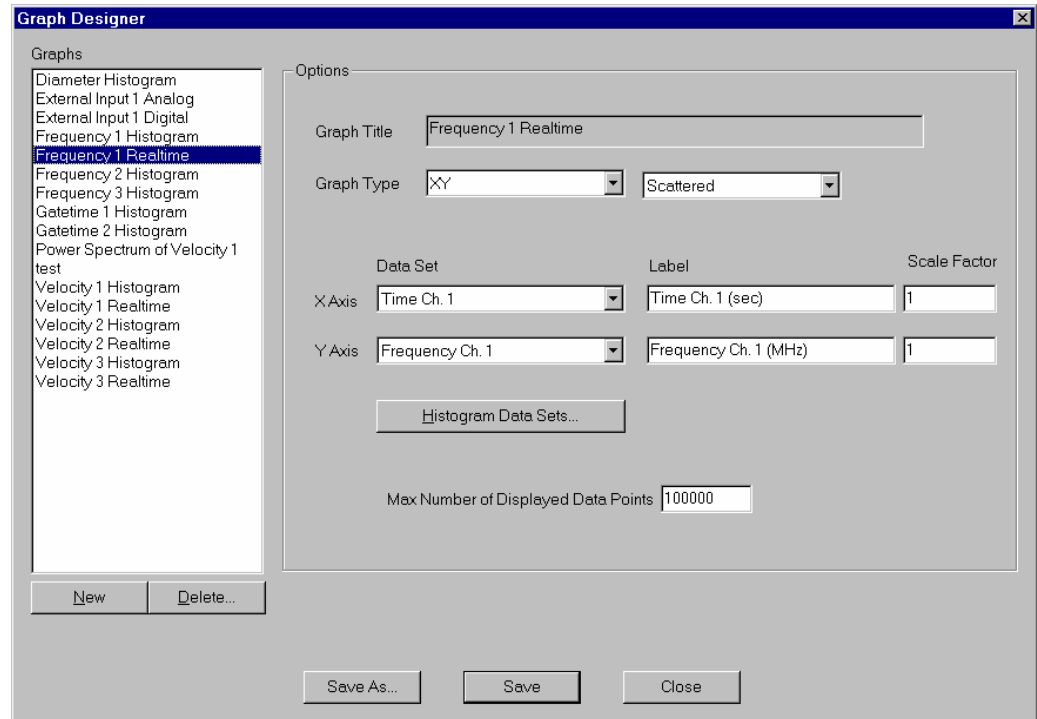 Graph Designer
Graphs
Diameter Histogram
External Input 1 Analog
External Input 1 Digital
Frequency 1 Histogram
Frequency 1 Realtime
Frequency 2 Histogram
Frequency 3 Histogram
Gatetime 1 Histogram
Gatetime 2 Histogram
Power Spectrum of Velocity 1
test
Velocity 1 Histogram
Velocity 1 Realtime
Velocity 2 Histogram
Velocity 2 Realtime
Velocity 3 Histogram
Velocity 3 Realtime
New Delete...
Options
Graph Title Frequency 1 Realtime
Graph Type XY Scattered
Data Set Label Scale Factor
X Axis Time Ch. 1 Time Ch. 1 (sec) 1
Y Axis Frequency Ch. 1 Frequency Ch. 1 (MHz) 1
Histogram Data Sets...
Max Number of Displayed Data Points 100000
Save As... Save Close